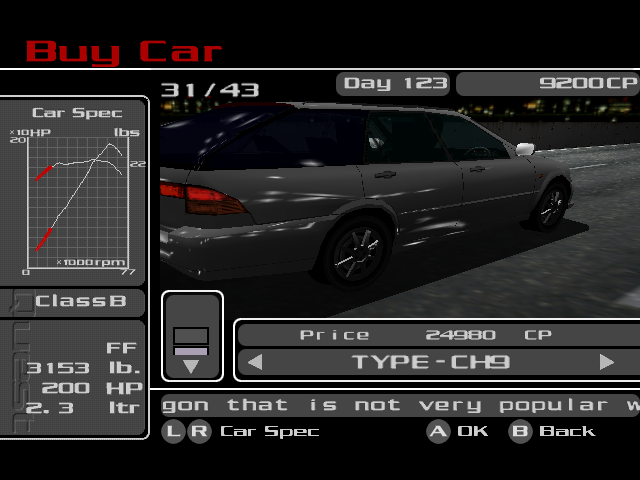 Buy Car
31/43
Day 123
9200CP
Car Spec
×10HP
lbs
20
22
×1000rpm
0
77
ClassB
FF
3153 lb.
200 HP
2.3 ltr
Price 24980 CP
TYPE-CH9
gon that is not very popular w
L R Car Spec
A OK
B Back